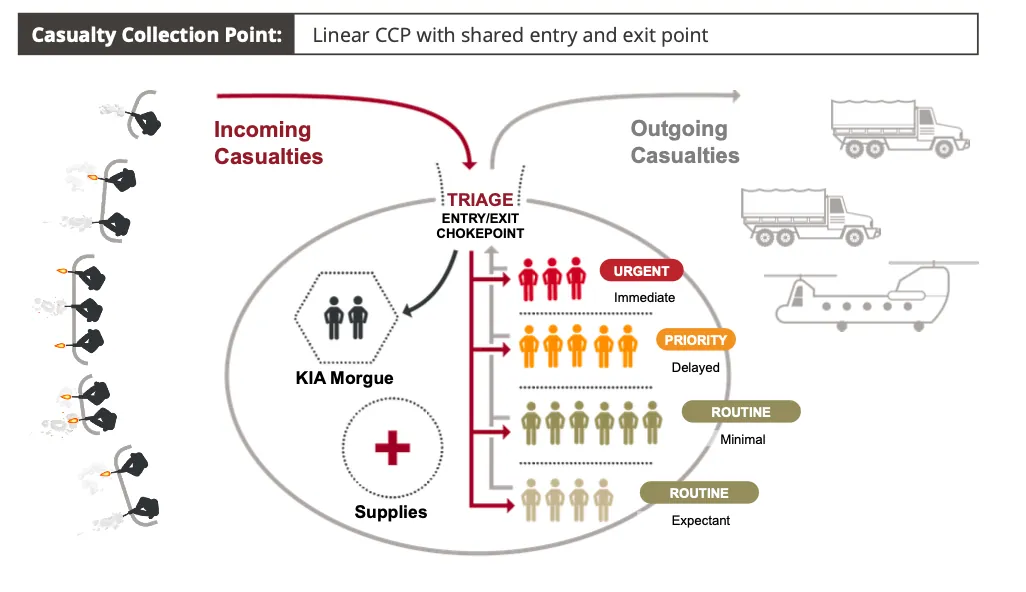 Casualty Collection Point: Linear CCP with shared entry and exit point
Incoming
Casualties
Outgoing
Casualties
TRIAGE
ENTRY/EXIT
CHOKEPOINT
URGENT
Immediate
PRIORITY
Delayed
KIA Morgue
ROUTINE
Minimal
Supplies
ROUTINE
Expectant